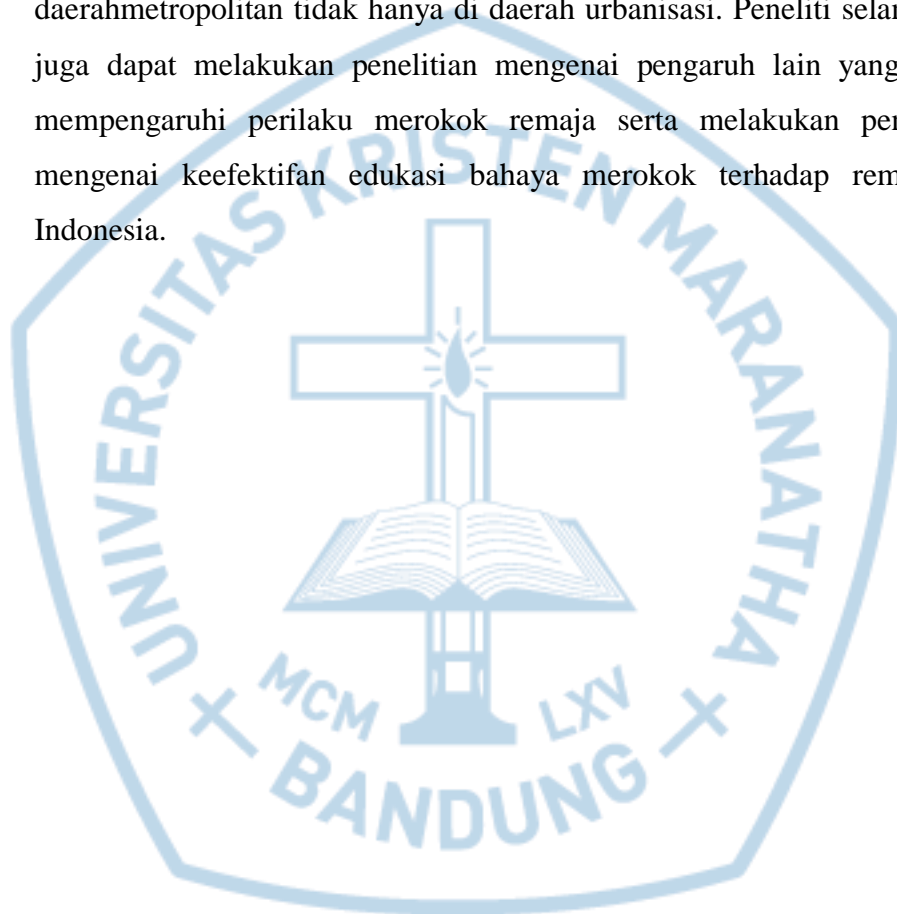 daerahmetropolitan tidak hanya di daerah urbanisasi. Peneliti
juga dapat melakukan penelitian mengenai pengaruh lain yang
mempengaruhi perilaku merokok remaja serta melakukan
mengenai keefektifan edukasi bahaya merokok terhadap
Indonesia.
UNIVERSITAS KRISTEN MARANATHA
MCM LXV
BANDUNG